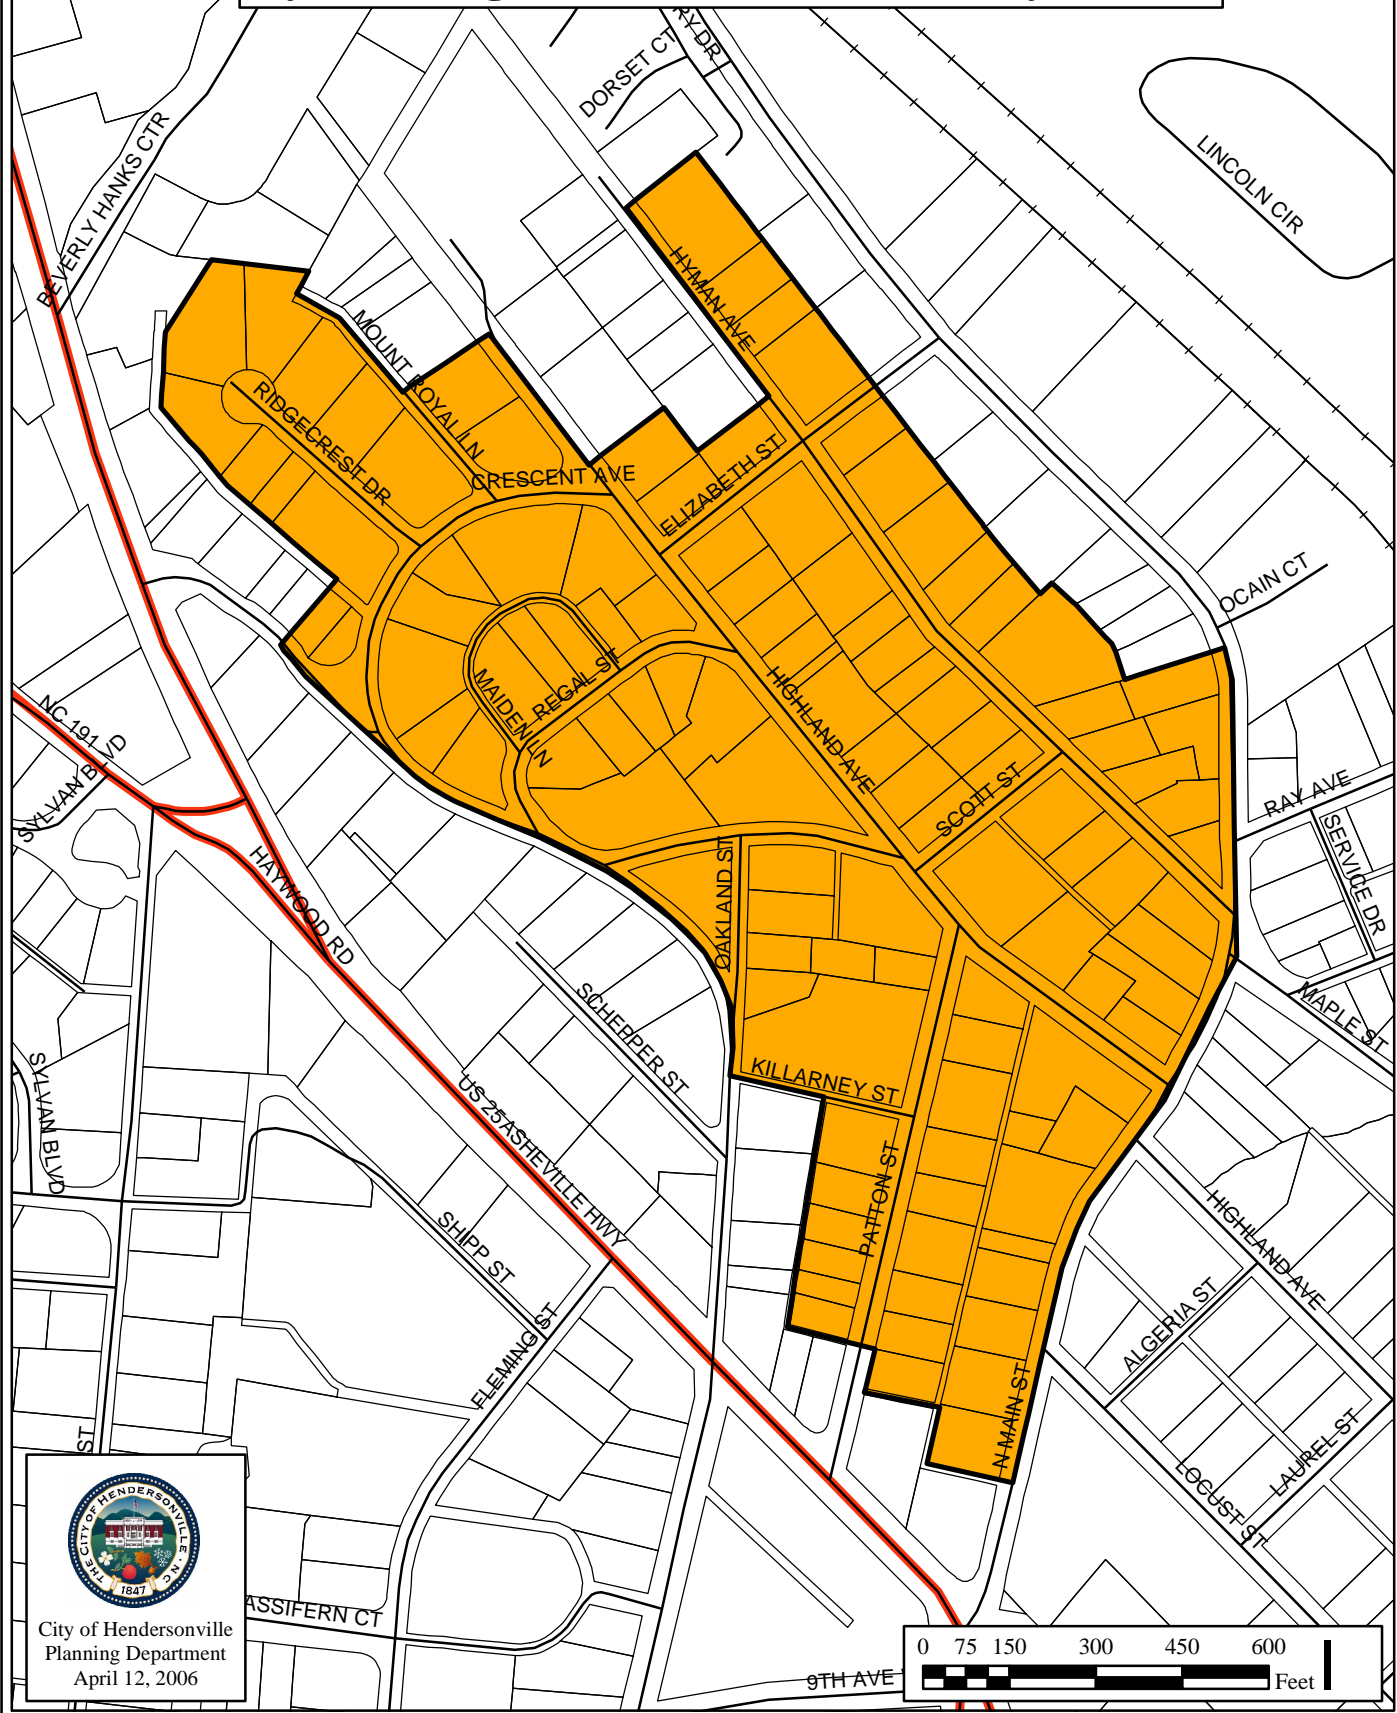 RY DR
DORSET CT
LINCOLN CIR
BEVERLY HANKS CTR
HYMAN AVE
MOUNT ROYAL LN
RIDGECREST DR
CRESCENT AVE
ELIZABETH ST
OCAIN CT
MAIDEN LN
REGAL ST
HIGHLAND AVE
NC 191
SYLVAN BLVD
SCOTT ST
RAY AVE
SERVICE DR
HAYWOOD RD
OAKLAND ST
SCHEPPER ST
MAPLE ST
KILLARNEY ST
SYLVAN BLVD
US 25 ASHEVILLE HWY
PATTON ST
SHIPP ST
HIGHLAND AVE
ALGERIA ST
FLEMING ST
N MAIN ST
LAUREL ST
LOCUST ST
ST
THE CITY OF HENDERSONVILLE · N C
1847
City of Hendersonville
Planning Department
April 12, 2006
ASSIFERN CT
9TH AVE
0 75 150 300 450 600
Feet